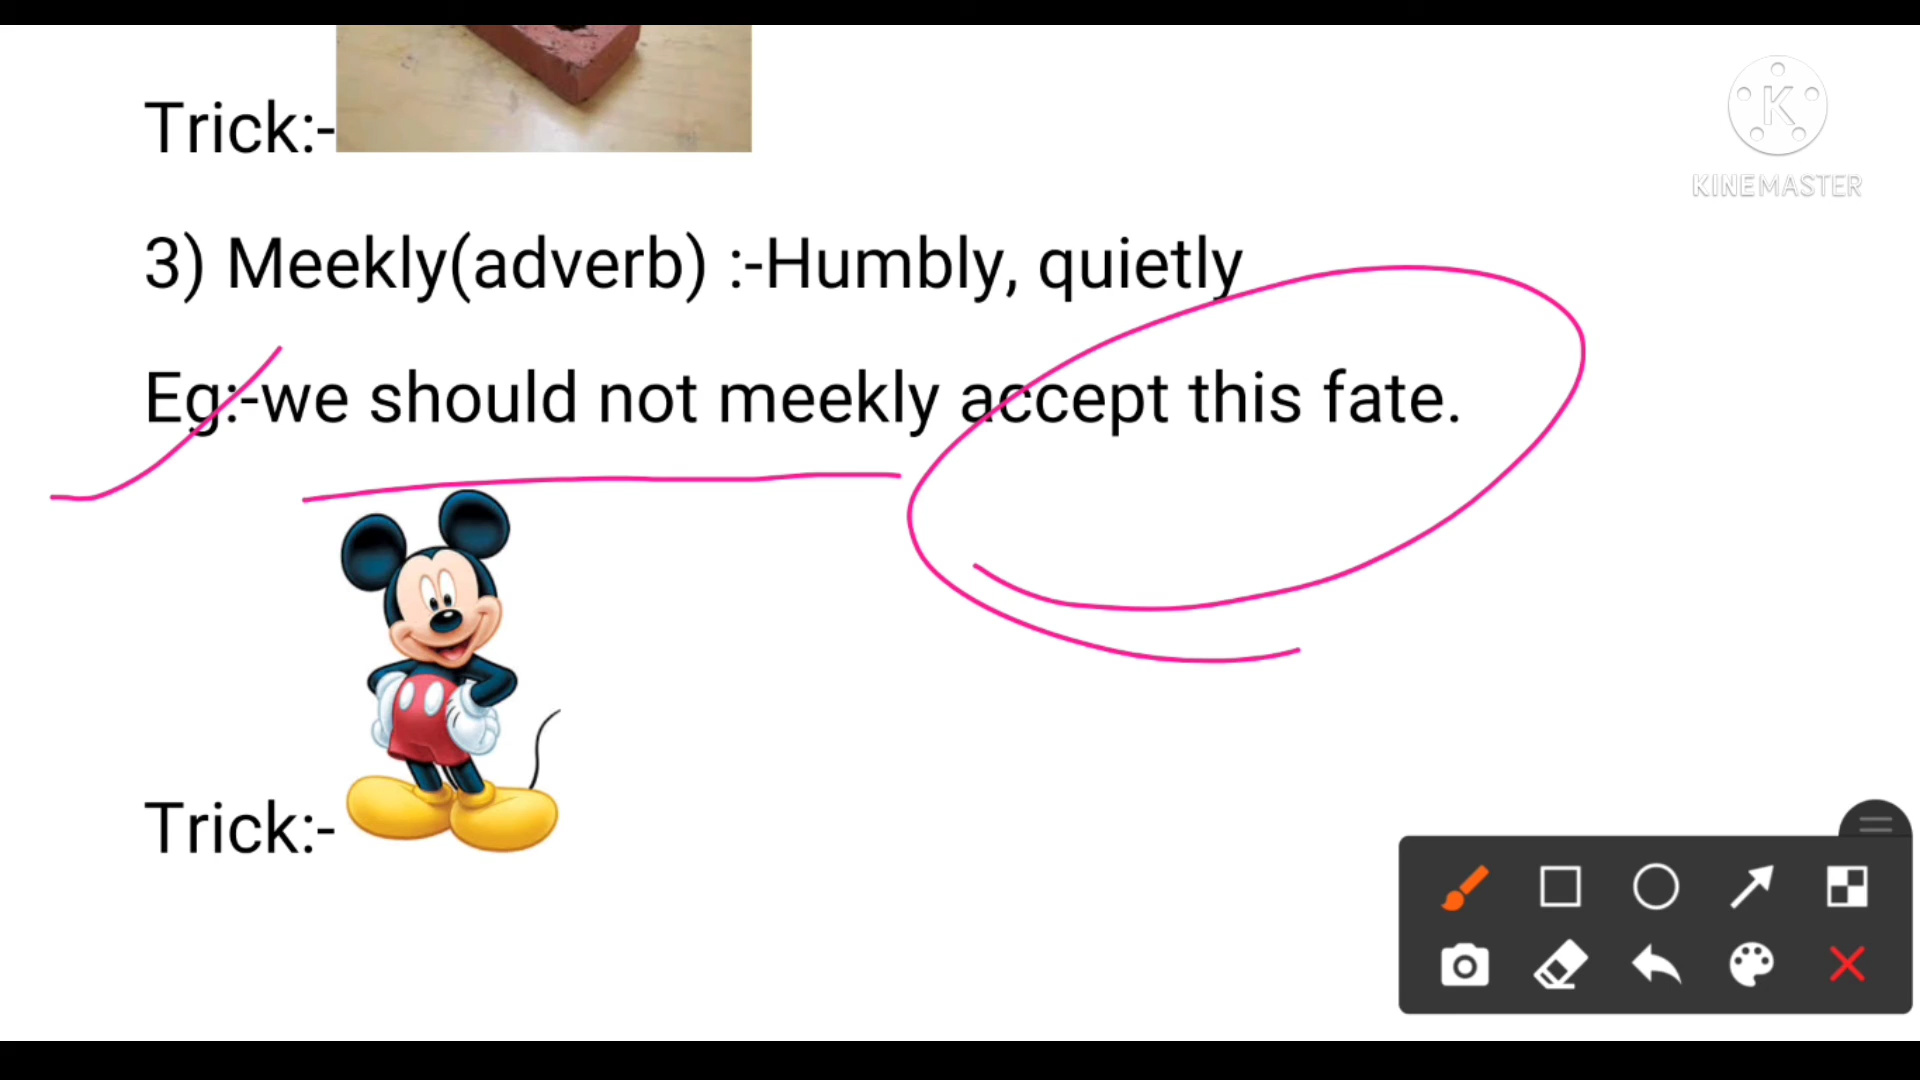 Trick:-
K
KINEMASTER
3) Meekly(adverb) :-Humbly, quietly
Eg:-we should not meekly accept this fate.
Trick:-